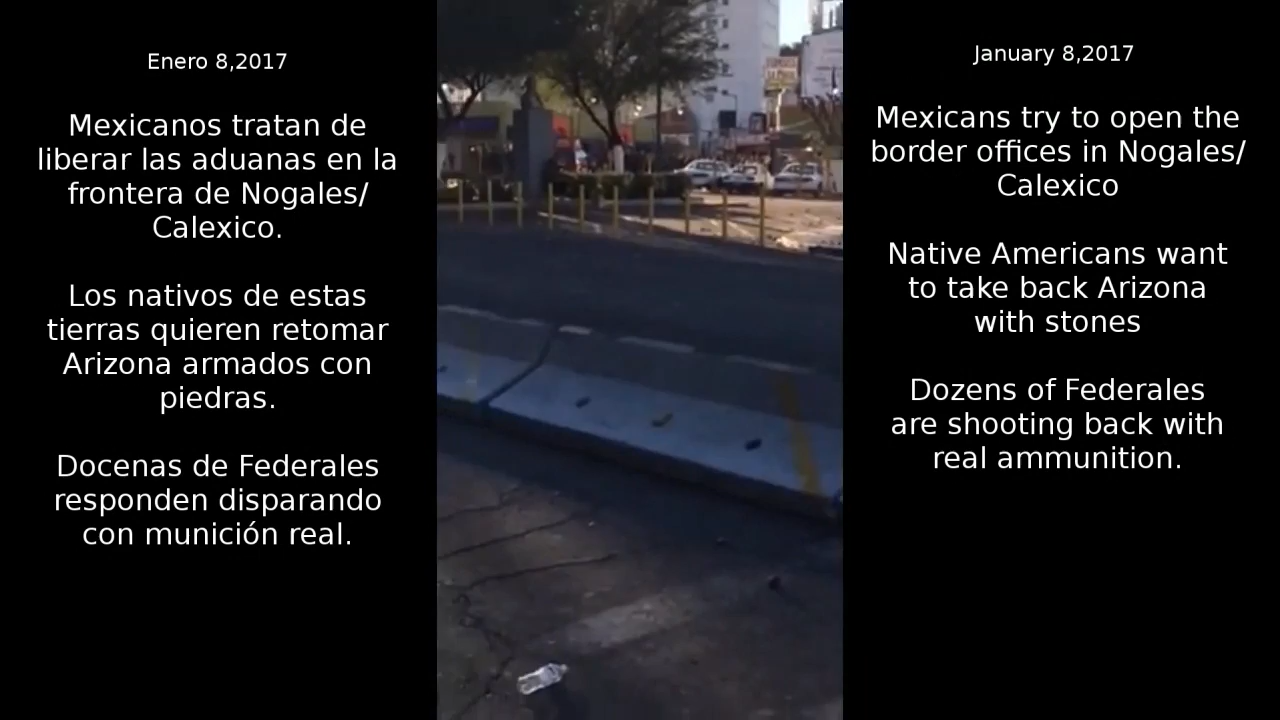 Enero 8,2017
Mexicanos tratan de
liberar las aduanas en la
frontera de Nogales/
Calexico.
Los nativos de estas
tierras quieren retomar
Arizona armados con
piedras.
Docenas de Federales
responden disparando
con munición real.
January 8,2017
Mexicans try to open the
border offices in Nogales/
Calexico
Native Americans want
to take back Arizona
with stones
Dozens of Federales
are shooting back with
real ammunition.